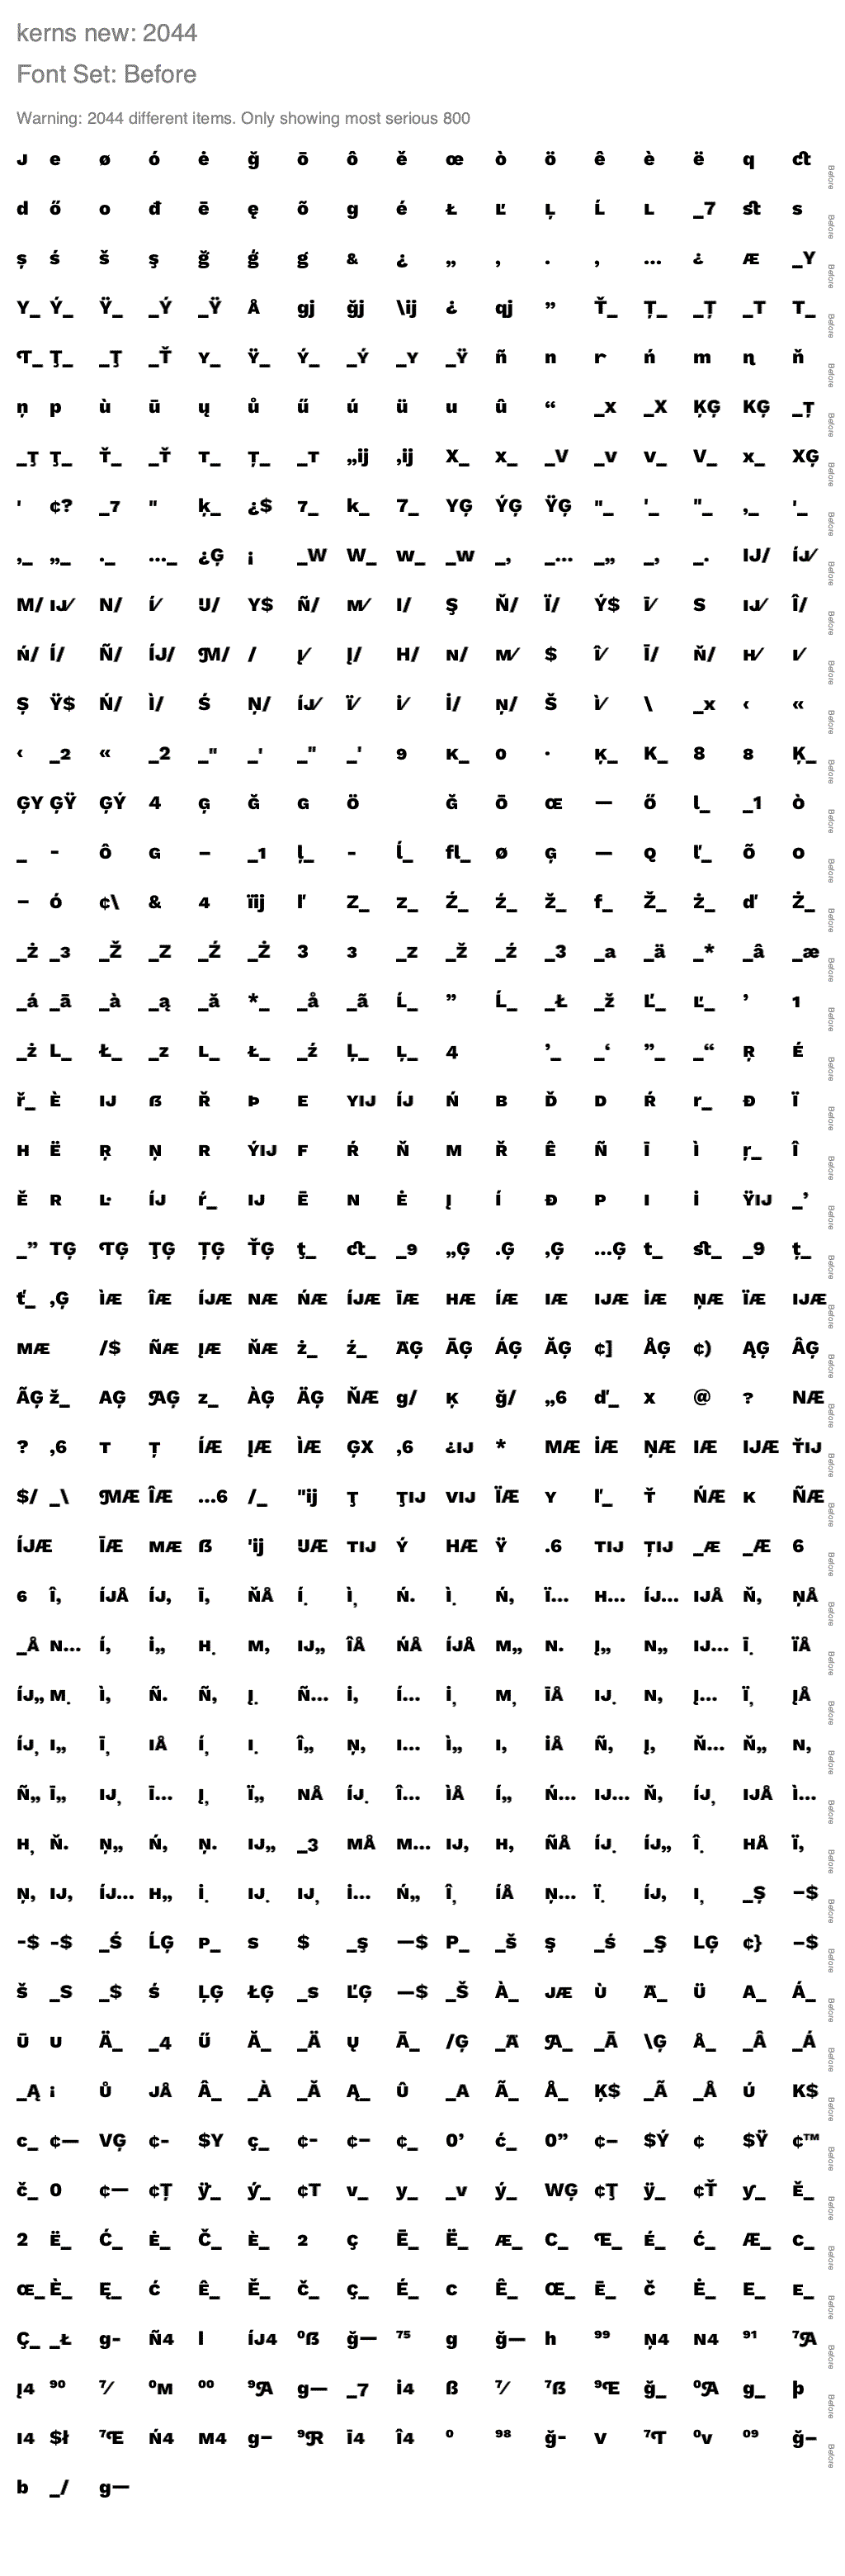 kerns new: 2044
Font Set: Before
Warning: 2044 different items. Only showing most serious 800
J e ø ó ė ğ ō ô ě œ ò ö ê è ë q ct Before
d ő o đ ē ę õ g é Ł Ľ Ļ Ĺ L _7 st s Before
ș ś š ş ğ ģ g & ¿ „ , . , … ¿ Æ _Y Before
Y_ Ý_ Ÿ_ _Ý _Ÿ Å gj ğj \ij ¿ qj ” Ť_ Ț_ _Ț _T T_ Before
T_ Ţ_ _Ţ _Ť Y_ Ÿ_ Ý_ _Ý _Y _Ÿ ñ n r ń m n ň Before
ņ p ù ū ų ů ű ú ü u û “ _x _X ĶĢ KĢ _Ț Before
_Ţ Ţ_ Ť_ _Ť T_ Ț_ _T „ij ,ij X_ x_ _V _v v_ V_ x_ XĢ Before
' ¢? _7 " ķ_ ¿$ 7_ k_ 7_ YĢ ÝĢ ŸĢ "_ '_ "_ ,_ '_ Before
,_ „_ ._ …_ ¿Ģ ¡ _W W_ w_ _w _, _… _„ _, _. IJ/ ÍJ⁄ Before
M/ IJ⁄ N/ Í⁄ U/ Y$ Ñ/ M⁄ I/ Ş Ň/ Ï/ Ý$ Ī⁄ S IJ⁄ Î/ Before
Ń/ Í/ Ñ/ ÍJ/ M/ / Į⁄ Į/ H/ N/ M⁄ $ Î⁄ Ī/ Ň/ H⁄ I⁄ Before
Ș Ÿ$ Ń/ Ì/ Ś Ņ/ ÍJ⁄ Ï⁄ İ⁄ İ/ Ņ/ Š Ì⁄ \ _x ‹ « Before
‹ _2 « _2 _" _' _" _' 9 K_ 0 · Ķ_ K_ 8 8 Ķ_ Before
ĢY ĢŸ ĢÝ 4 Ģ Ğ G Ö Ğ Ō Œ — Ő l_ _1 Ò Before
_ - Ô G – _1 ļ_ - ĺ_ fl_ Ø Ģ — Q ľ_ Õ O Before
– Ó ¢\ & 4 ïij ľ Z_ z_ Ź_ ź_ ž_ f_ Ž_ ż_ ď Ż_ Before
_ż _3 _Ž _Z _Ź _Ż 3 3 _z _ž _ź _3 _a _ä _* _â _æ Before
_á _ā _à _ą _ă *_ _å _ã Ĺ_ ” Ĺ_ _Ł _ž Ľ_ Ľ_ ’ 1 Before
_ż L_ Ł_ _z L_ Ł_ _ź Ļ_ Ļ_ 4 ’_ _‘ ”_ _“ Ŗ É Before
ř_ È IJ ß Ř Þ E YIJ ÍJ Ń B Ď D Ŕ r_ Đ Ï Before
H Ë Ŗ Ņ R ÝIJ F Ŕ Ň M Ř Ê Ñ Ī Ì ŗ_ Î Before
Ě R Ŀ ÍJ ŕ_ IJ Ē N Ė Į Í Đ P I İ ŸIJ _’ Before
_” TĢ TĢ ŢĢ ȚĢ ŤĢ ţ_ ct_ _9 „Ģ .Ģ ,Ģ …Ģ t_ st_ _9 ț_ Before
ť_ ,Ģ ÌÆ ÎÆ ÍJÆ NÆ ŃÆ ÍJÆ ĪÆ HÆ ÍÆ IÆ IJÆ İÆ ŅÆ ÏÆ IJÆ Before
MÆ /$ ÑÆ ĮÆ ŇÆ ż_ ź_ ÄĢ ĀĢ ÁĢ ĂĢ ¢] ÅĢ ¢) ĄĢ ÂĢ Before
ÃĢ ž_ AĢ AĢ z_ ÀĢ ÄĢ ŇÆ g/ Ķ ğ/ „6 ď_ X @ ? NÆ Before
? ,6 T Ț ÍÆ ĮÆ ÌÆ ĢX ,6 ¿IJ * MÆ İÆ ŅÆ IÆ IJÆ ŤIJ Before
$/ _\ MÆ ÎÆ …6 /_ "ij Ţ ŢIJ VIJ ÏÆ Y ľ_ Ť ŃÆ K ÑÆ Before
ÍJÆ ĪÆ MÆ ß 'ij UÆ TIJ Ý HÆ Ÿ .6 TIJ ȚIJ _Æ _Æ 6 Before
6 Î, ÍJÅ ÍJ, Ī, ŇÅ Í. Ì, Ń. Ì. Ń, Ï… H… ÍJ… IJÅ Ň, ŅÅ Before
_Å N… Í, İ„ H. M, IJ„ ÎÅ ŃÅ ÍJÅ M„ N. Į„ N„ IJ… Ī. ÏÅ Before
ÍJ„ M. Ì, Ñ. Ñ, Į. Ñ… İ, Í… İ, M, ĪÅ IJ. N, Į… Ï, ĮÅ Before
ÍJ, I„ Ī, IÅ Í, I. Î„ Ņ, I… Ì„ I, İÅ Ñ, Į, Ň… Ň„ N, Before
Ñ„ Ī„ IJ, Ī… Į, Ï„ NÅ ÍJ. Î… ÌÅ Í„ Ń… IJ… Ň, ÍJ, IJÅ Ì… Before
H, Ň. Ņ„ Ń, Ņ. IJ„ _3 MÅ M… IJ, H, ÑÅ ÍJ. ÍJ„ Î. HÅ Ï, Before
Ņ, IJ, ÍJ… H„ İ. IJ. IJ, İ… Ń„ Î, ÍÅ Ņ… Ï. ÍJ, I, _Ș –$ Before
-$ -$ _Ś ĹĢ P_ s $ _ş —$ P_ _š ş _ś _Ş LĢ ¢} –$ Before
š _S _$ ś ĻĢ ŁĢ _s ĽĢ —$ _Š À_ JÆ Ù Ä_ Ü A_ Á_ Before
Ū U Ä_ _4 Ű Ă_ _Ä Ų Ā_ /Ģ _Ä A_ _Ā \Ģ Å_ _Â _Á Before
_Ą ¡ Ů JÅ Â_ _À _Ă Ą_ Û _A Ã_ Å_ Ķ$ _Ã _Å Ú K$ Before
c_ ¢— VĢ ¢- $Y ç_ ¢- ¢– ¢_ 0’ ć_ 0” ¢– $Ý ¢ $Ÿ ¢™ Before
č_ 0 ¢— ¢Ț ÿ_ ý_ ¢T v_ y_ _v ý_ WĢ ¢Ţ ÿ_ ¢Ť y_ Ě_ Before
2 Ë_ Ć_ Ė_ Č_ È_ 2 ç Ē_ Ë_ Æ_ C_ E_ É_ ć_ Æ_ c_ Before
Œ_ È_ Ę_ ć Ê_ Ě_ č_ ç_ É_ c Ê_ Œ_ Ē_ č Ė_ E_ E_ Before
Ç_ _Ł g- Ñ4 l ÍJ4 ⁰ß ğ— ⁷⁵ g ğ— h ⁹⁹ Ņ4 N4 ⁹¹ ⁷A Before
Į4 ⁹⁰ ⁷⁄ ⁰M ⁰⁰ ⁹A g— _7 İ4 ß ⁷⁄ ⁷ß ⁹E ğ_ ⁰A g_ þ Before
I4 $ł ⁷E Ń4 M4 g– ⁹R Ī4 Î4 ⁰ ⁹⁸ ğ- V ⁷T ⁰v ⁰⁹ ğ– Before
b _/ g—